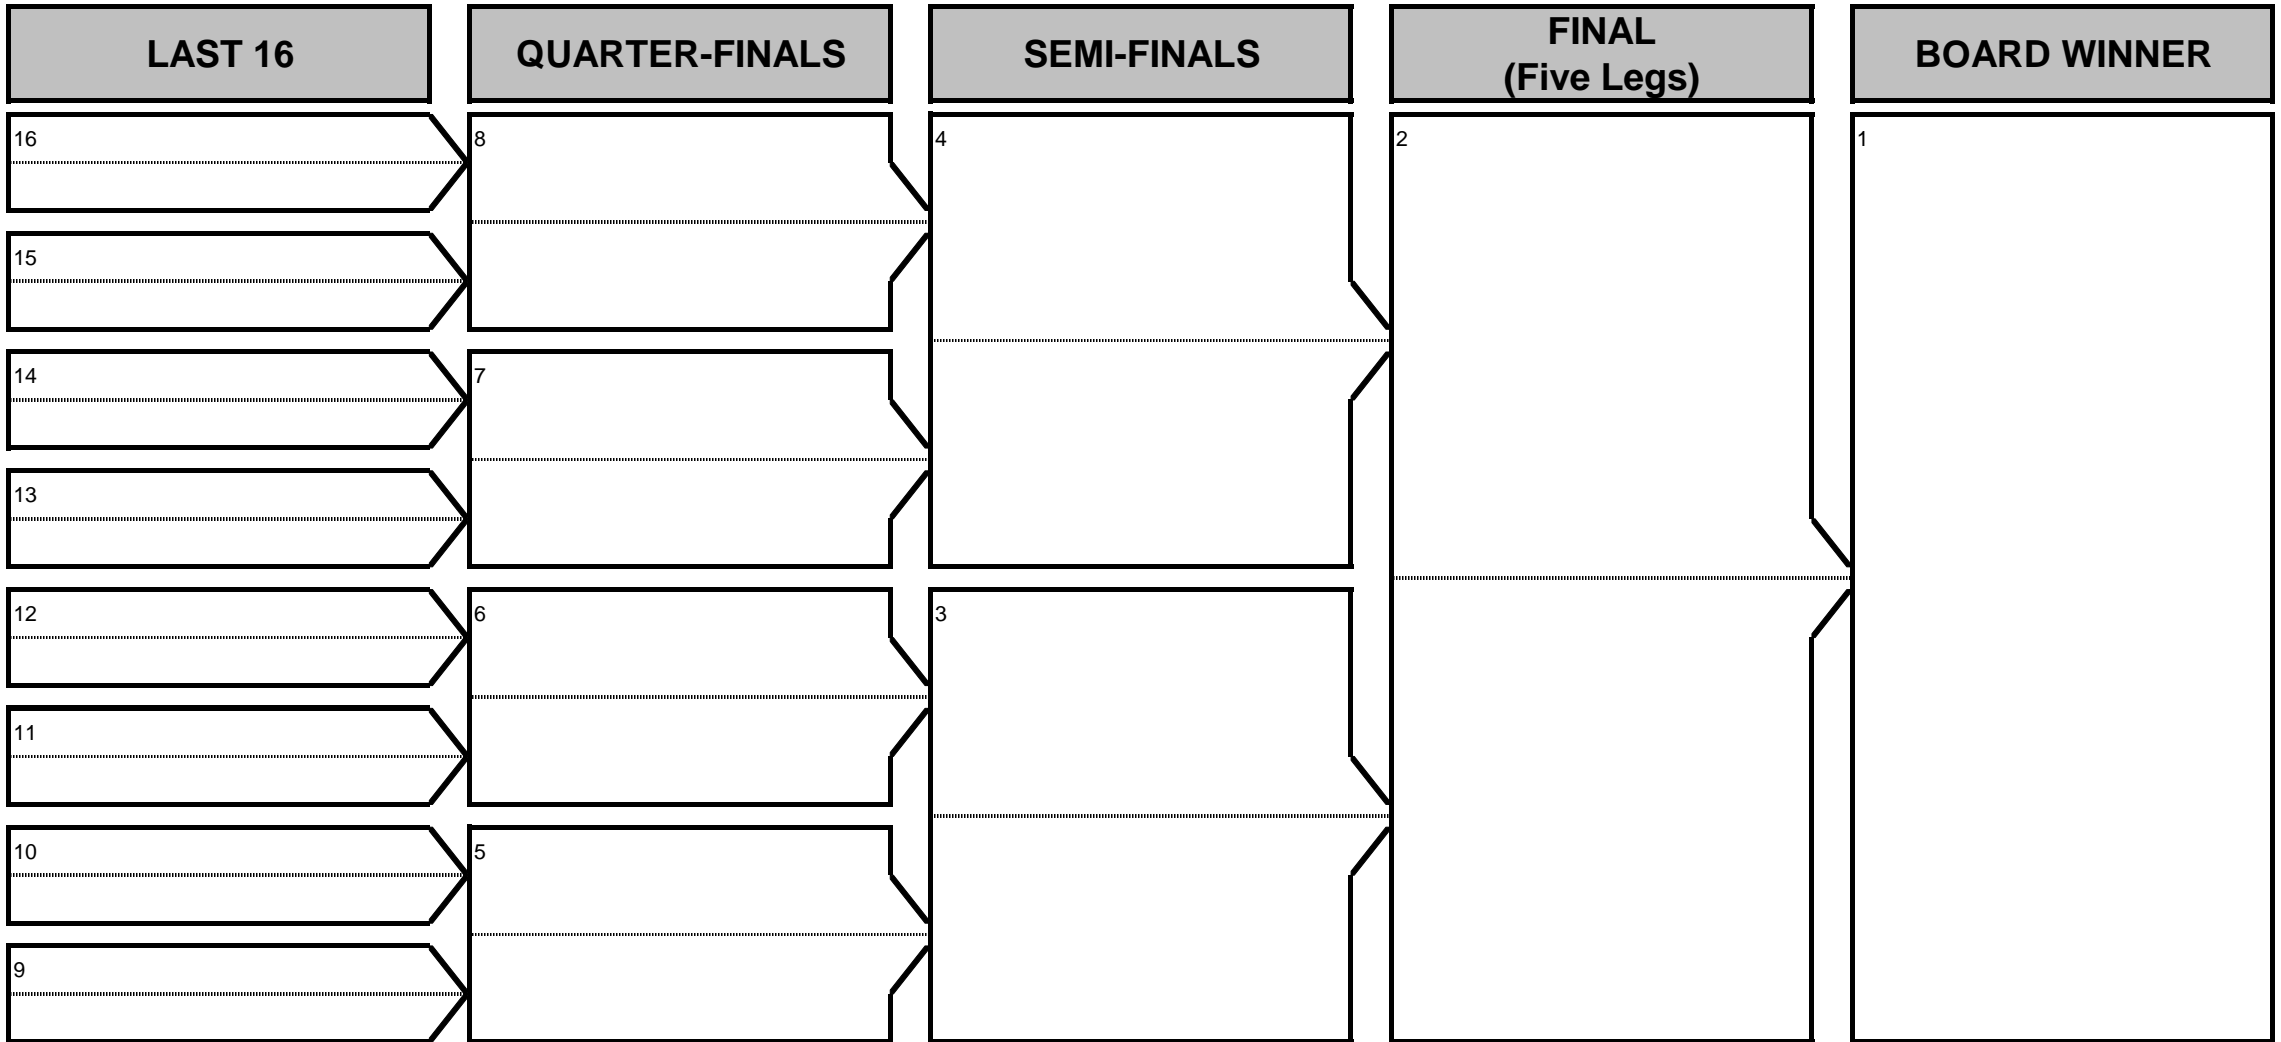 LAST 16
QUARTER-FINALS
SEMI-FINALS
FINAL
(Five Legs)
BOARD WINNER
16
8
4
2
1
15
14
7
13
12
6
3
11
10
5
9